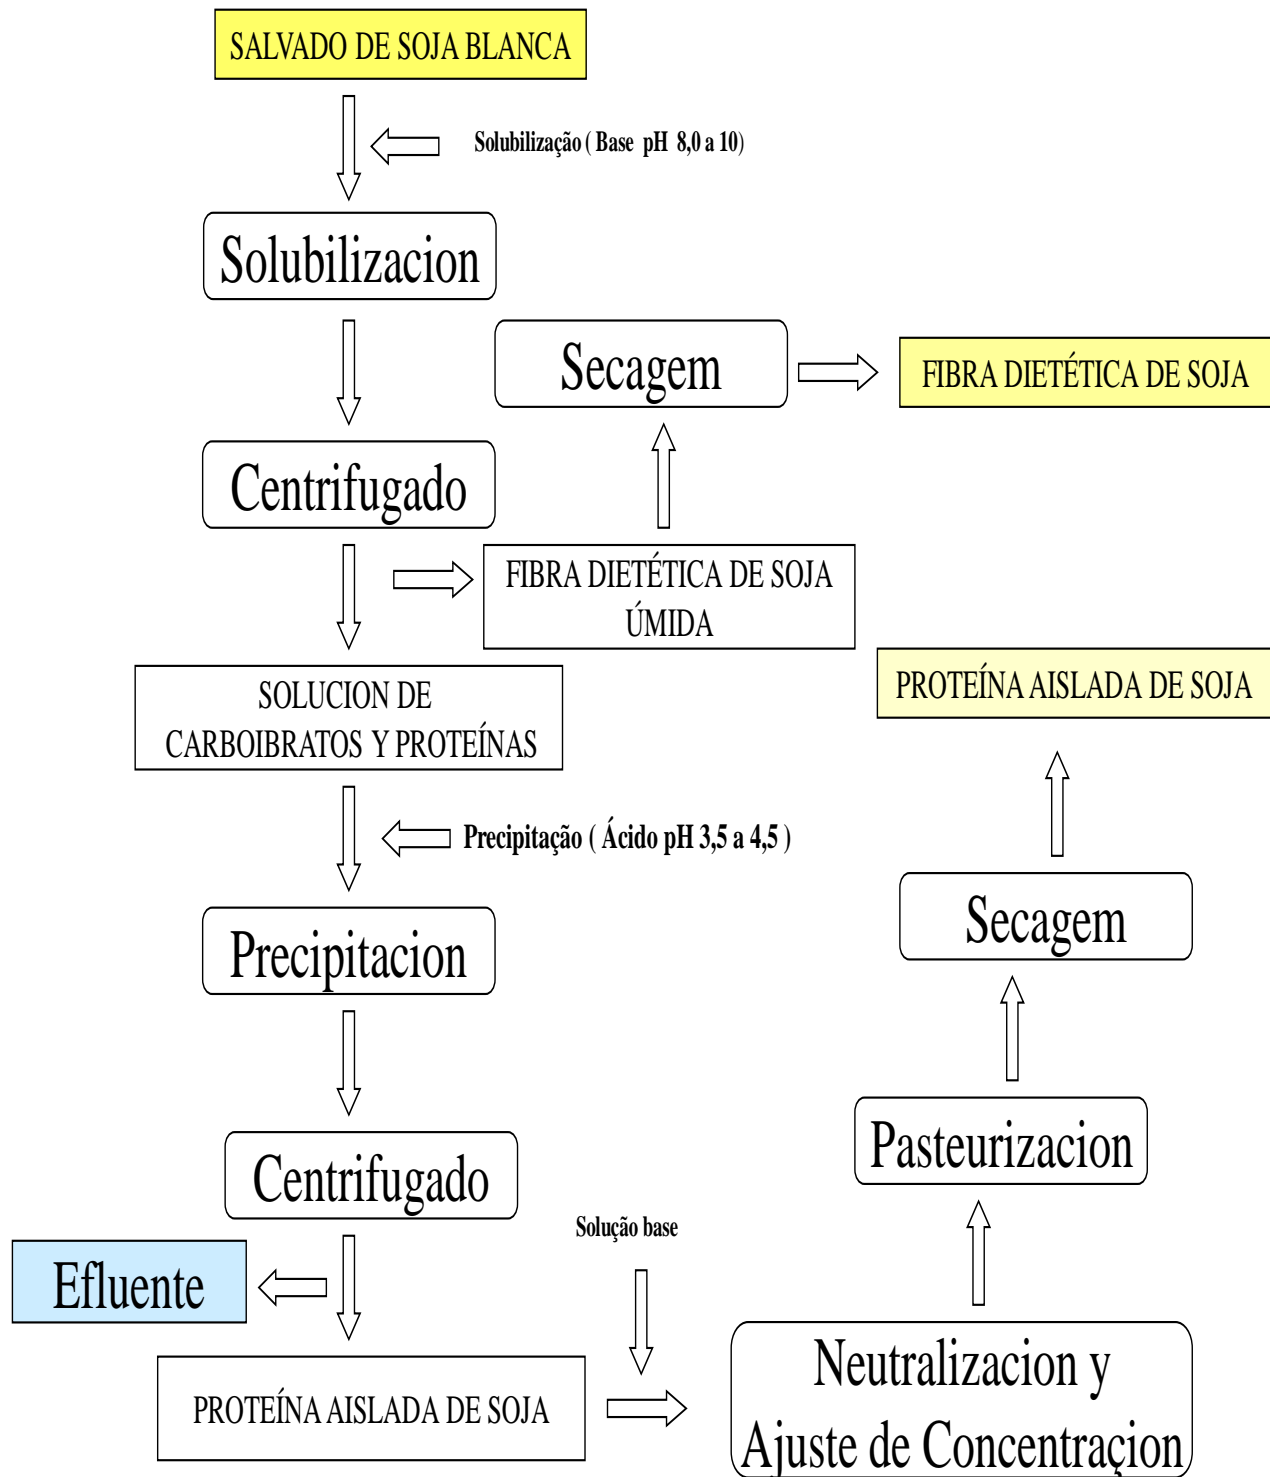 SALVADO DE SOJA BLANCA
Solubilização ( Base pH 8,0 a 10)
Solubilizacion
Secagem
FIBRA DIETÉTICA DE SOJA
Centrifugado
FIBRA DIETÉTICA DE SOJA
ÚMIDA
SOLUCION DE
CARBOIBRATOS Y PROTEÍNAS
PROTEÍNA AISLADA DE SOJA
Precipitação ( Ácido pH 3,5 a 4,5 )
Precipitacion
Secagem
Centrifugado
Pasteurizacion
Efluente
Solução base
PROTEÍNA AISLADA DE SOJA
Neutralizacion y
Ajuste de Concentraçion